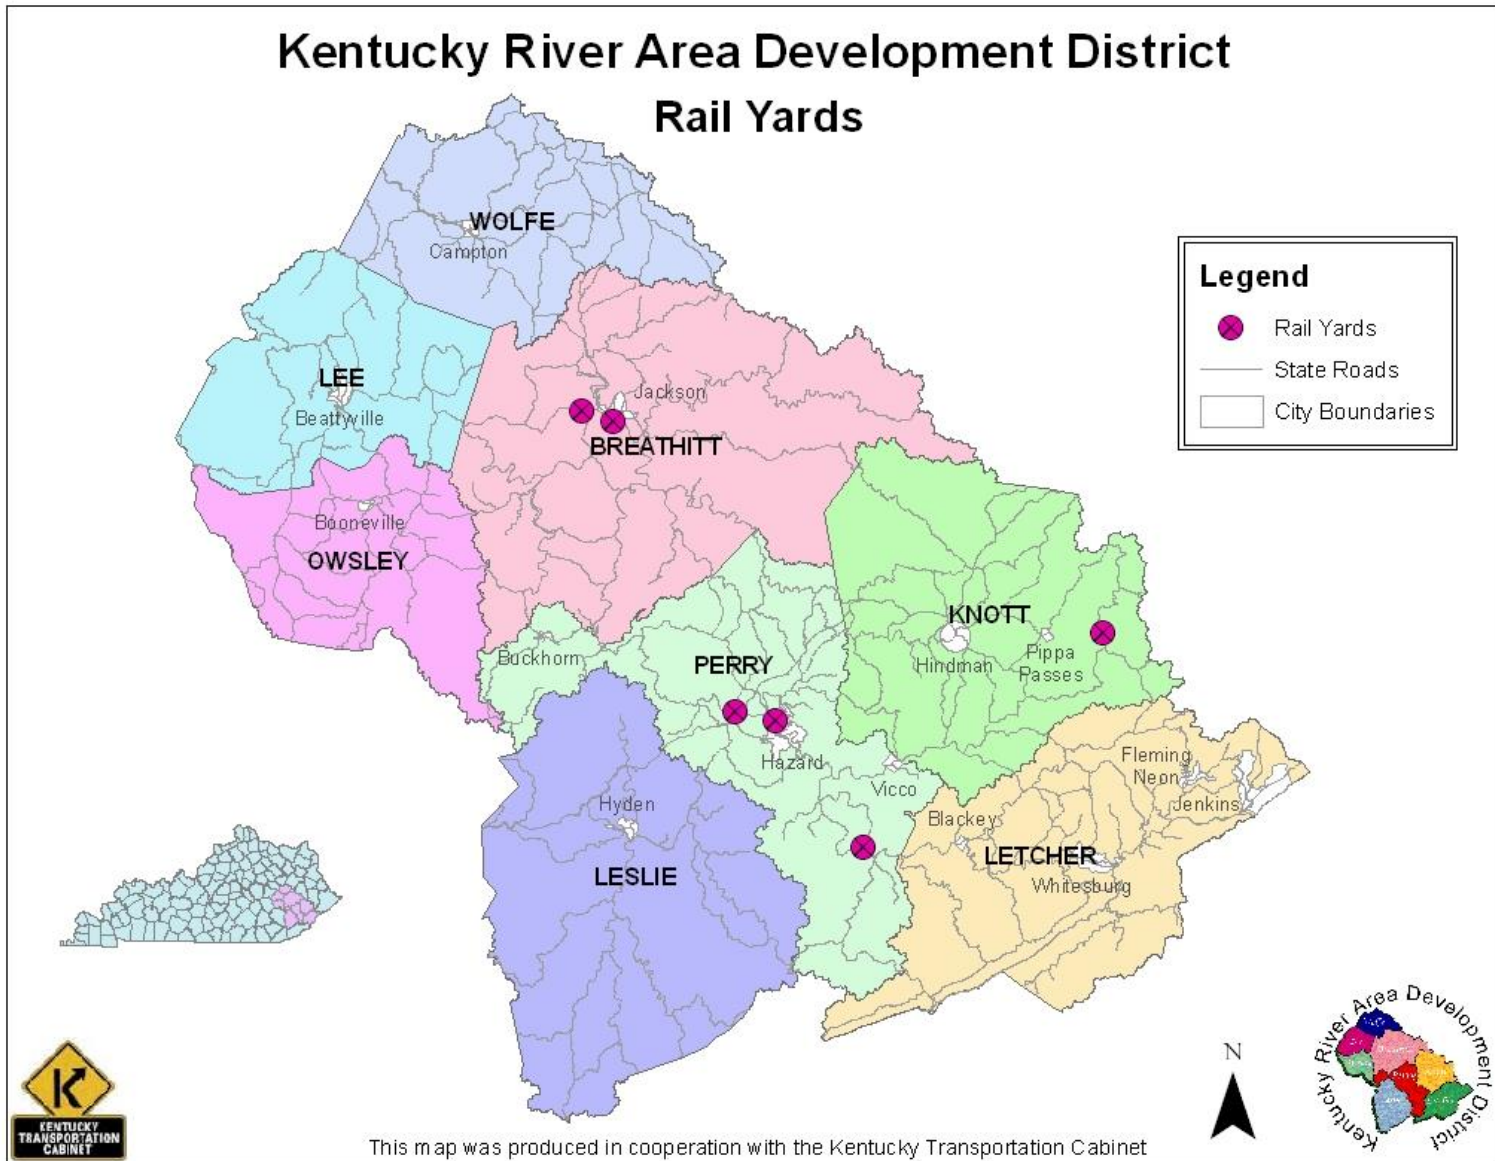 Kentucky River Area Development District
Rail Yards
WOLFE
Campton
Legend
Rail Yards
State Roads
City Boundaries
LEE
Beattyville
Jackson
BREATHITT
Booneville
OWSLEY
KNOTT
Hindman
Pippa
Passes
Buckhorn
PERRY
Hazard
Vicco
Fleming
Neon
Jenkins
Hyden
LESLIE
Blackey
LETCHER
Whitesburg
N
Kentucky River Area Development District
KENTUCKY
TRANSPORTATION
CABINET
This map was produced in cooperation with the Kentucky Transportation Cabinet